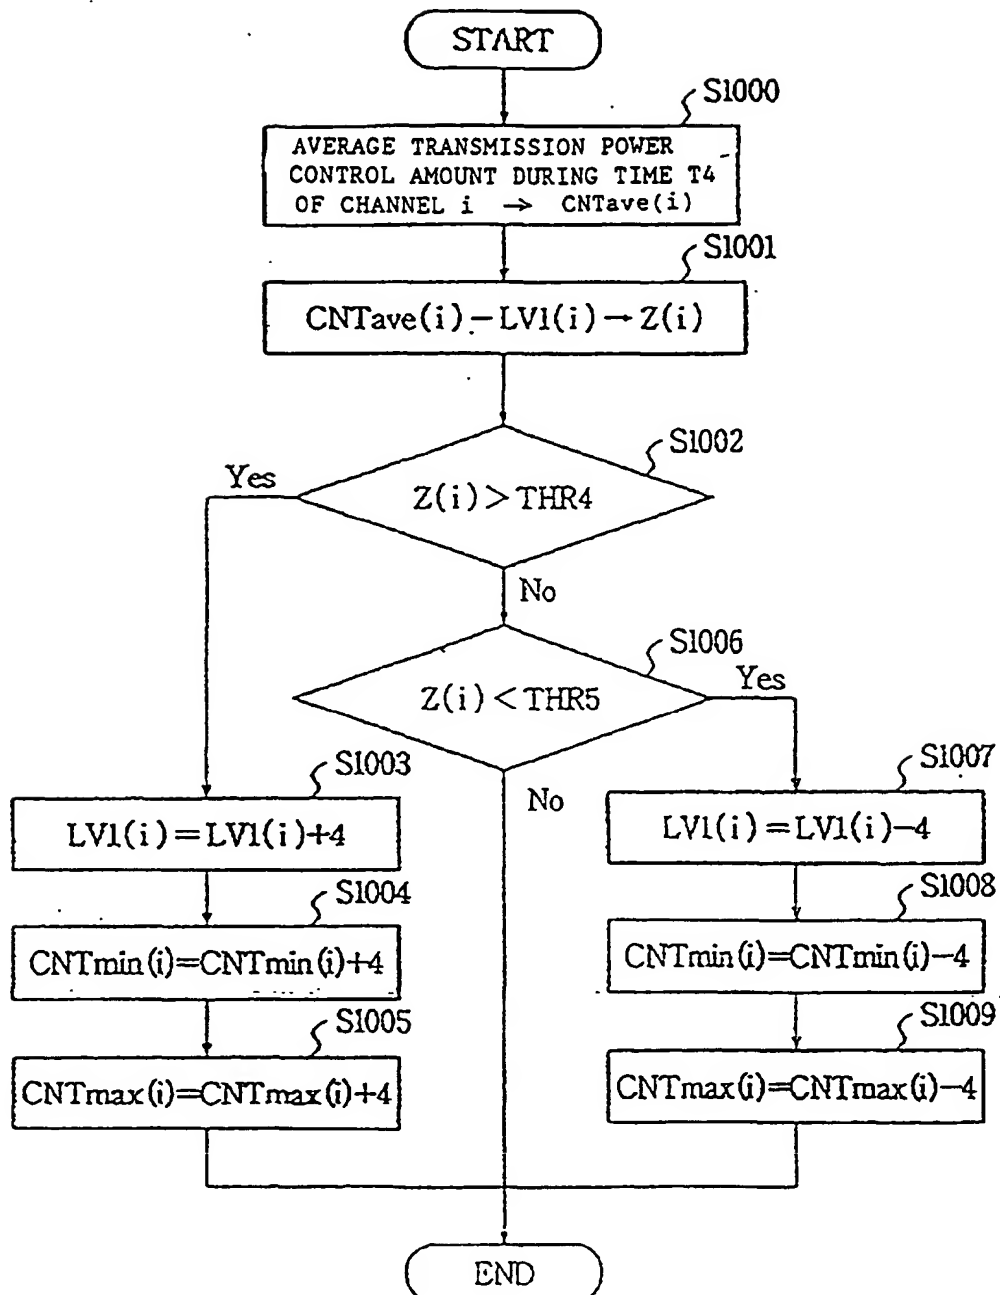 START
S1000
AVERAGE TRANSMISSION POWER
CONTROL AMOUNT DURING TIME T4
OF CHANNEL i → CNTave(i)
S1001
CNTave(i)−LV1(i)→Z(i)
S1002
Yes
Z(i)>THR4
No
S1006
Yes
Z(i)<THR5
No
S1003
LV1(i)=LV1(i)+4
S1004
CNTmin(i)=CNTmin(i)+4
S1005
CNTmax(i)=CNTmax(i)+4
S1007
LV1(i)=LV1(i)−4
S1008
CNTmin(i)=CNTmin(i)−4
S1009
CNTmax(i)=CNTmax(i)−4
END